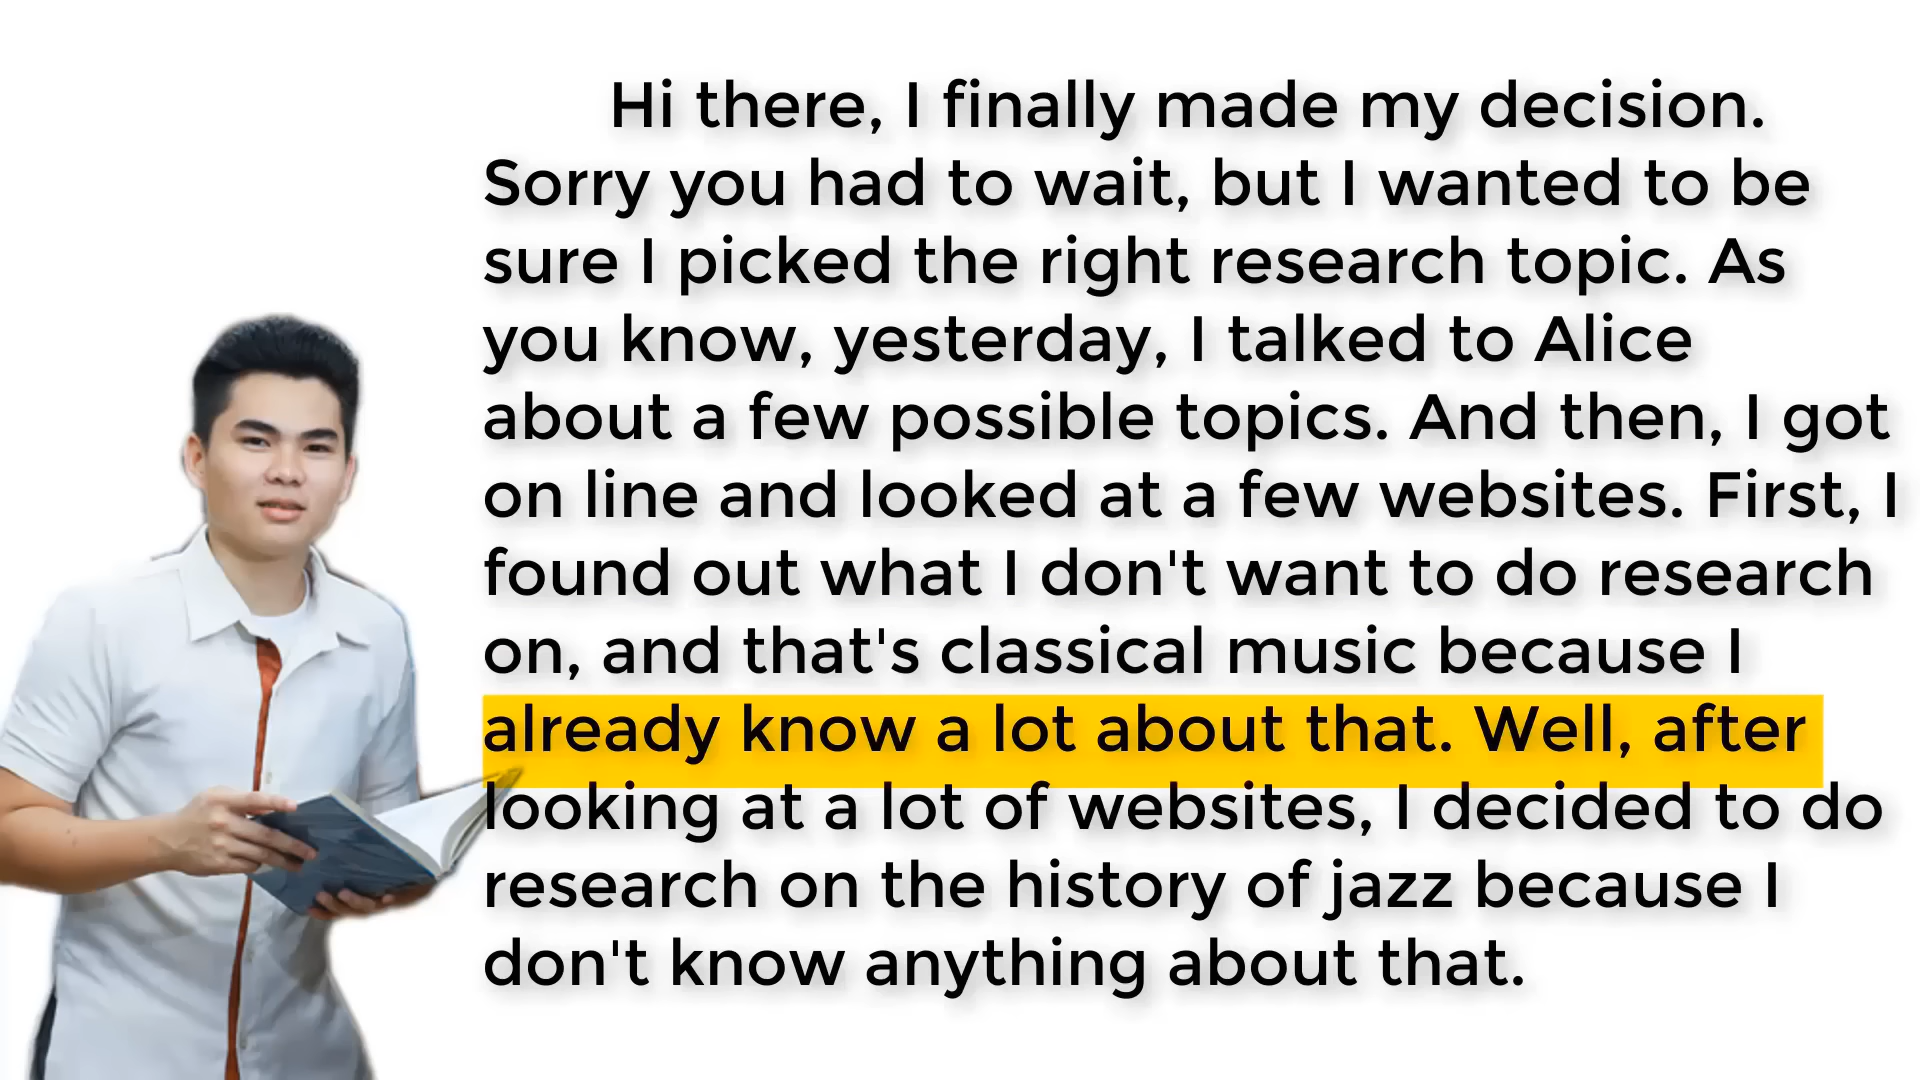 Hi there, I finally made my decision.
Sorry you had to wait, but I wanted to be
sure I picked the right research topic. As
you know, yesterday, I talked to Alice
about a few possible topics. And then, I got
on line and looked at a few websites. First, I
found out what I don't want to do research
on, and that's classical music because I
already know a lot about that. Well, after
looking at a lot of websites, I decided to do
research on the history of jazz because I
don't know anything about that.